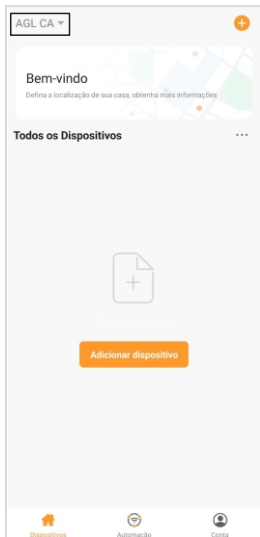 AGL CA
Bem-vindo
Defina a localização de sua casa, obtenha mais informações
Todos os Dispositivos
Adicionar dispositivo
Dispositivos
Automação
Conta